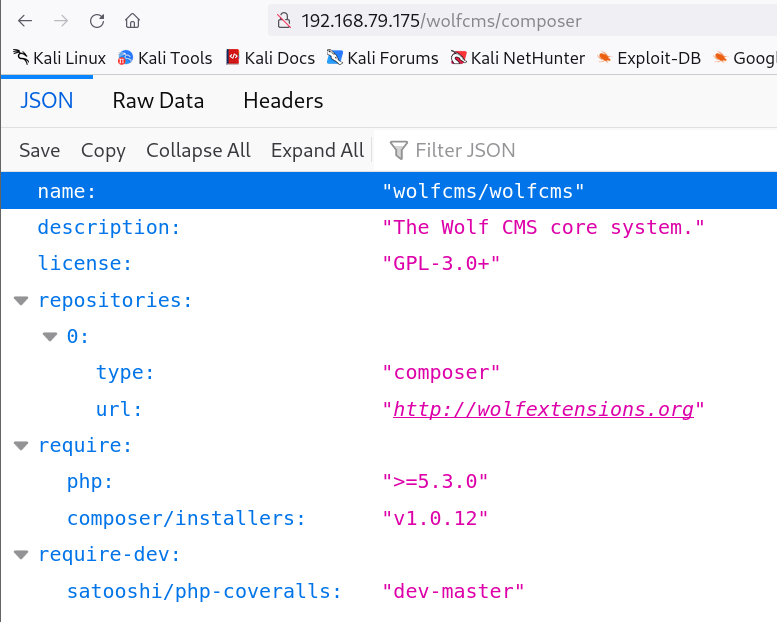 192.168.79.175/wolfcms/composer
Kali Linux Kali Tools Kali Docs Kali Forums Kali NetHunter Exploit-DB Googl
JSON Raw Data Headers
Save Copy Collapse All Expand All Filter JSON
name: "wolfcms/wolfcms"
description: "The Wolf CMS core system."
license: "GPL-3.0+"
repositories:
0:
type: "composer"
url: "http://wolfextensions.org"
require:
php: ">=5.3.0"
composer/installers: "v1.0.12"
require-dev:
satooshi/php-coveralls: "dev-master"